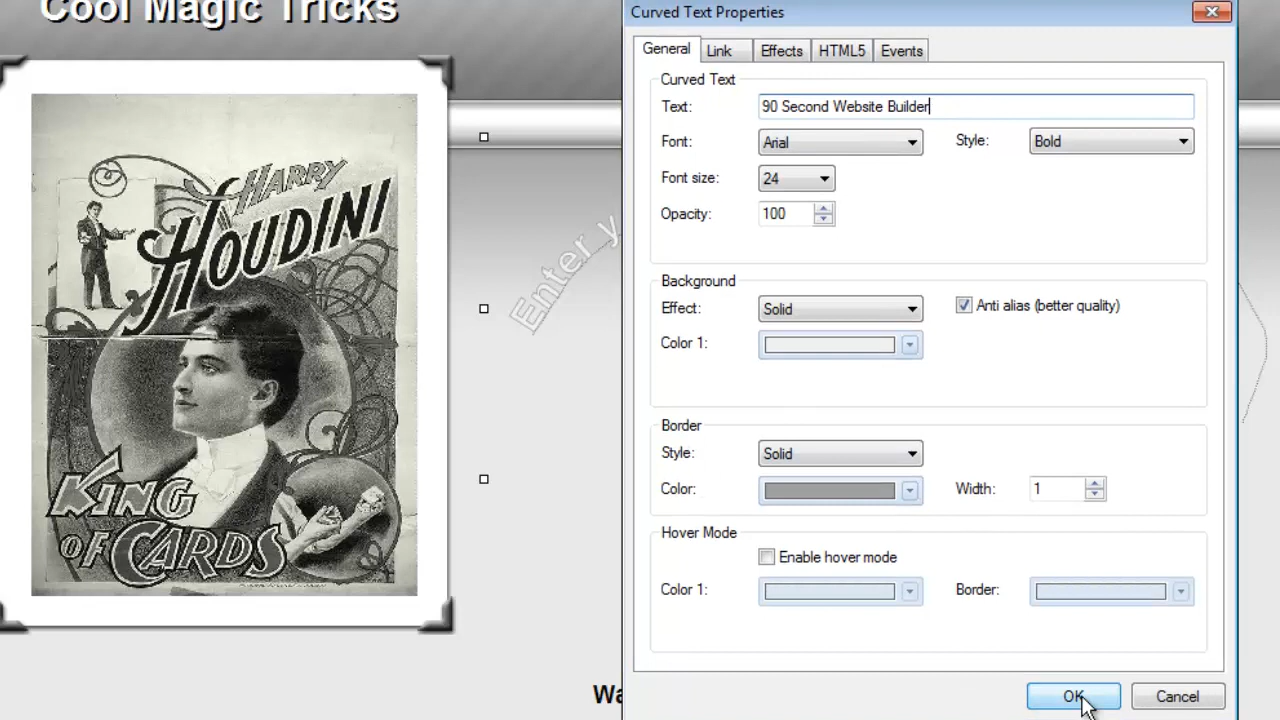 Cool Magic Tricks
HARRY
HOUDINI
KING
OF CARDS
Enter y
Wa
Curved Text Properties
General Link Effects HTML5 Events
Curved Text
Text: 90 Second Website Builder
Font: Arial Style: Bold
Font size: 24
Opacity: 100
Background
Effect: Solid Anti alias (better quality)
Color 1:
Border
Style: Solid
Color: Width: 1
Hover Mode
Enable hover mode
Color 1: Border:
OK Cancel